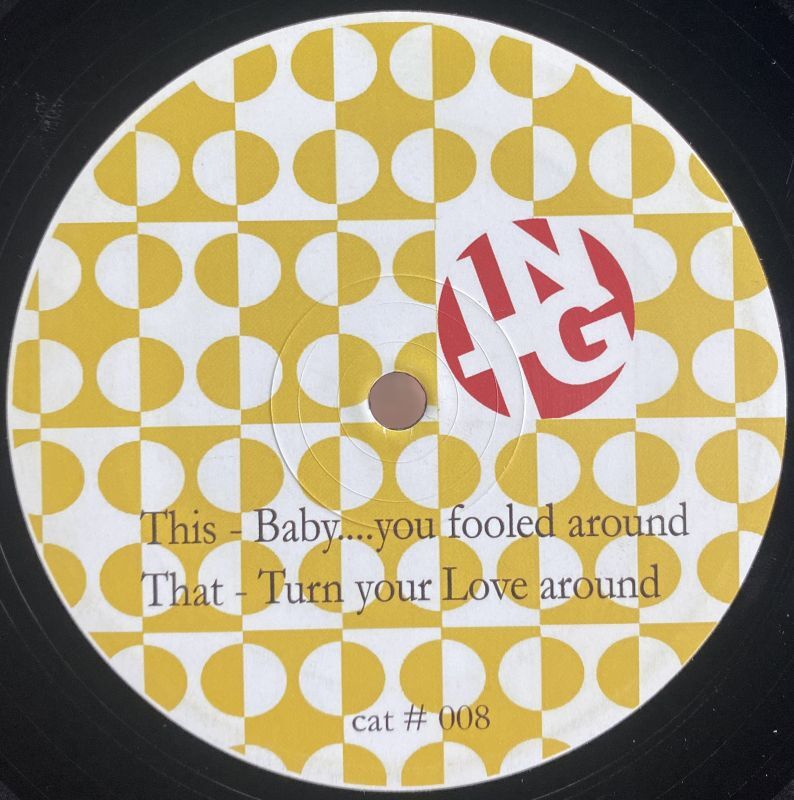 ING
This - Baby....you fooled around
That - Turn your Love around
cat # 008